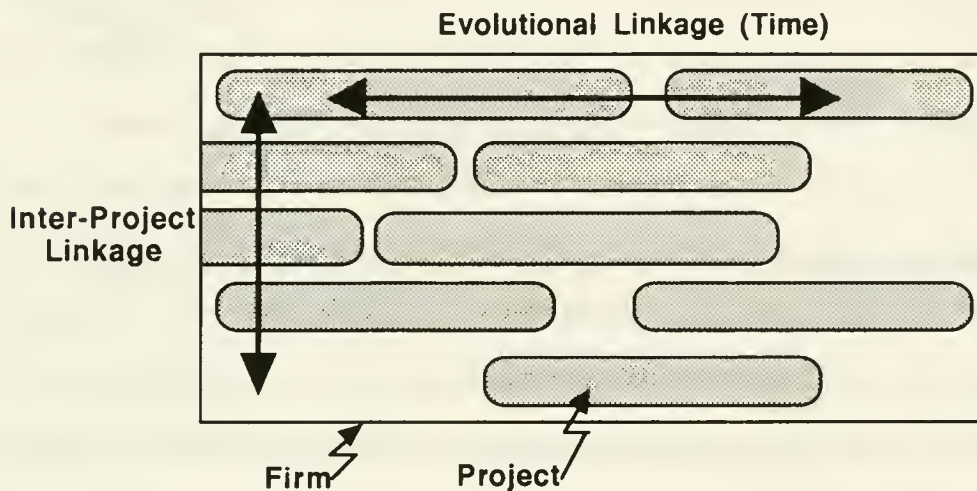 Evolutional Linkage (Time)
Inter-Project
Linkage
Firm
Project